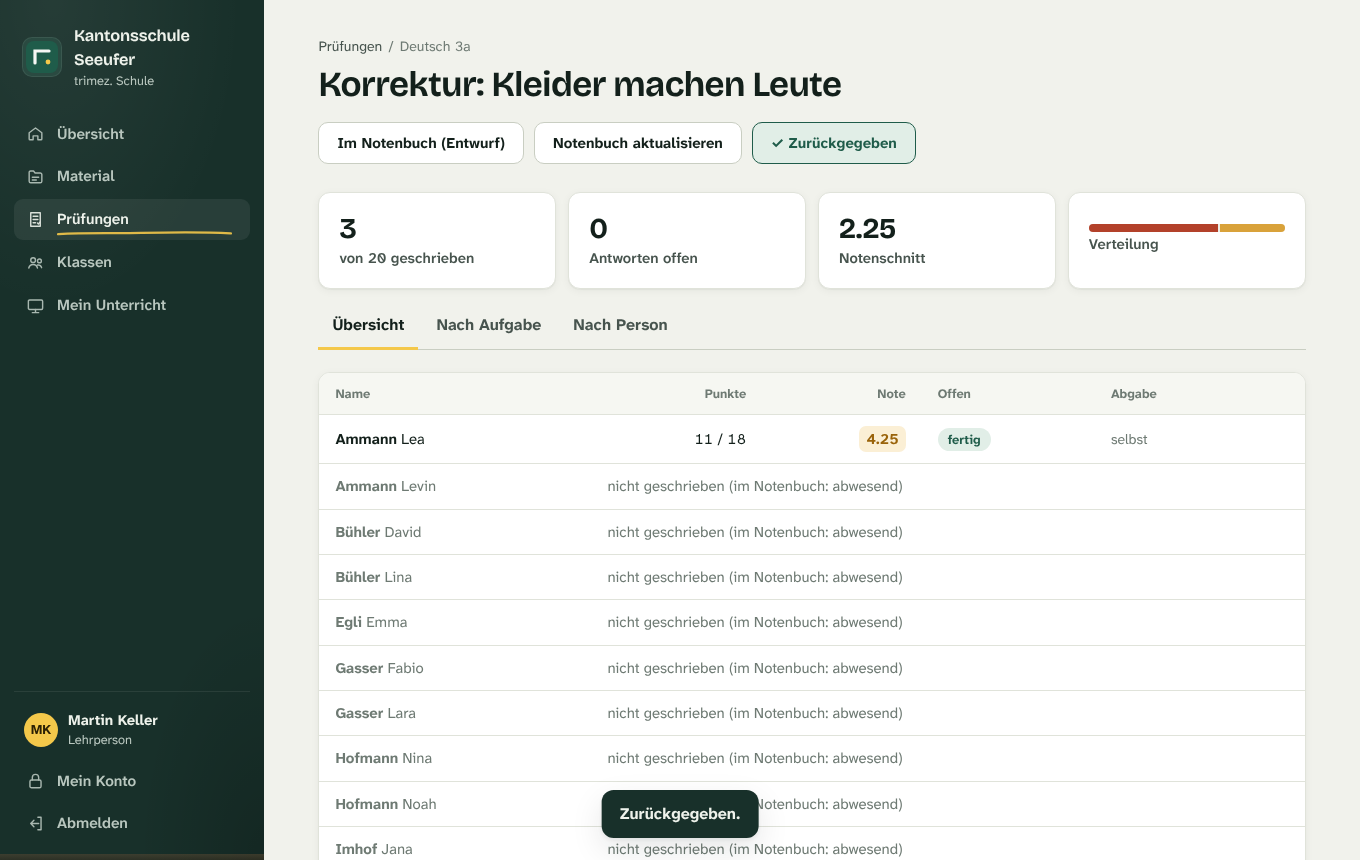 Kantonsschule
Seeufer
trimez. Schule
Übersicht
Material
Prüfungen
Klassen
Mein Unterricht
MK
Martin Keller
Lehrperson
Mein Konto
Abmelden
Prüfungen / Deutsch 3a
Korrektur: Kleider machen Leute
Im Notenbuch (Entwurf)
Notenbuch aktualisieren
✓ Zurückgegeben
3
von 20 geschrieben
0
Antworten offen
2.25
Notenschnitt
Verteilung
Übersicht
Nach Aufgabe
Nach Person
Name Punkte Note Offen Abgabe
Ammann Lea 11 / 18 4.25 fertig selbst
Ammann Levin nicht geschrieben (im Notenbuch: abwesend)
Bühler David nicht geschrieben (im Notenbuch: abwesend)
Bühler Lina nicht geschrieben (im Notenbuch: abwesend)
Egli Emma nicht geschrieben (im Notenbuch: abwesend)
Gasser Fabio nicht geschrieben (im Notenbuch: abwesend)
Gasser Lara nicht geschrieben (im Notenbuch: abwesend)
Hofmann Nina nicht geschrieben (im Notenbuch: abwesend)
Hofmann Noah Notenbuch: abwesend)
Zurückgegeben.
Imhof Jana nicht geschrieben (im Notenbuch: abwesend)